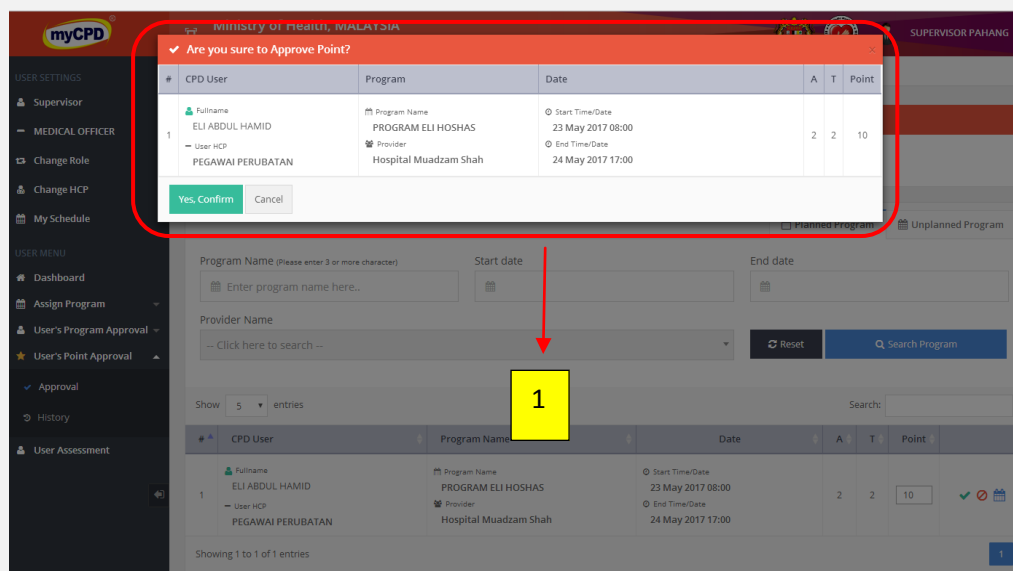 myCPD
Ministry of Health, MALAYSIA
SUPERVISOR PAHANG
Are you sure to Approve Point?
# CPD User Program Date A T Point
Fullname Program Name Start Time/Date
ELI ABDUL HAMID PROGRAM ELI HOSHAS 23 May 2017 08:00
1 2 2 10
User HCP Provider End Time/Date
PEGAWAI PERUBATAN Hospital Muadzam Shah 24 May 2017 17:00
Yes, Confirm Cancel
USER SETTINGS
Supervisor
MEDICAL OFFICER
Change Role
Change HCP
My Schedule
USER MENU
Dashboard
Assign Program
User's Program Approval
User's Point Approval
Approval
History
User Assessment
Planned Program Unplanned Program
Program Name (Please enter 3 or more character) Start date End date
Enter program name here..
Provider Name
-- Click here to search -- Reset Search Program
1
Show 5 entries Search:
# CPD User Program Name Date A T Point
Fullname Program Name Start Time/Date
ELI ABDUL HAMID PROGRAM ELI HOSHAS 23 May 2017 08:00
1 2 2 10
User HCP Provider End Time/Date
PEGAWAI PERUBATAN Hospital Muadzam Shah 24 May 2017 17:00
Showing 1 to 1 of 1 entries 1